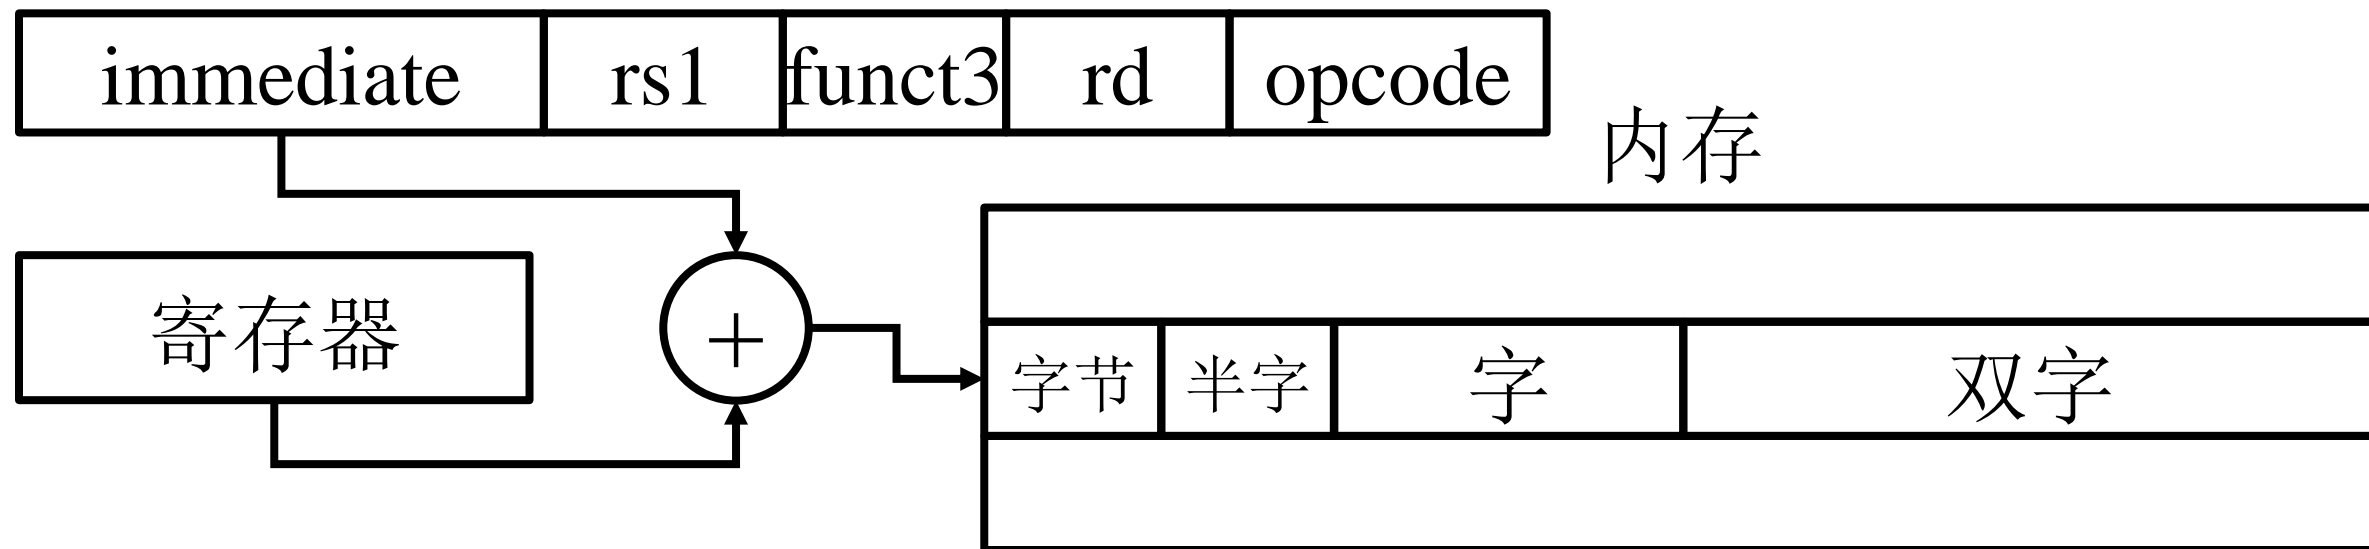 immediate rs1 funct3 rd opcode
内存
寄存器
+
字节 半字 字 双字